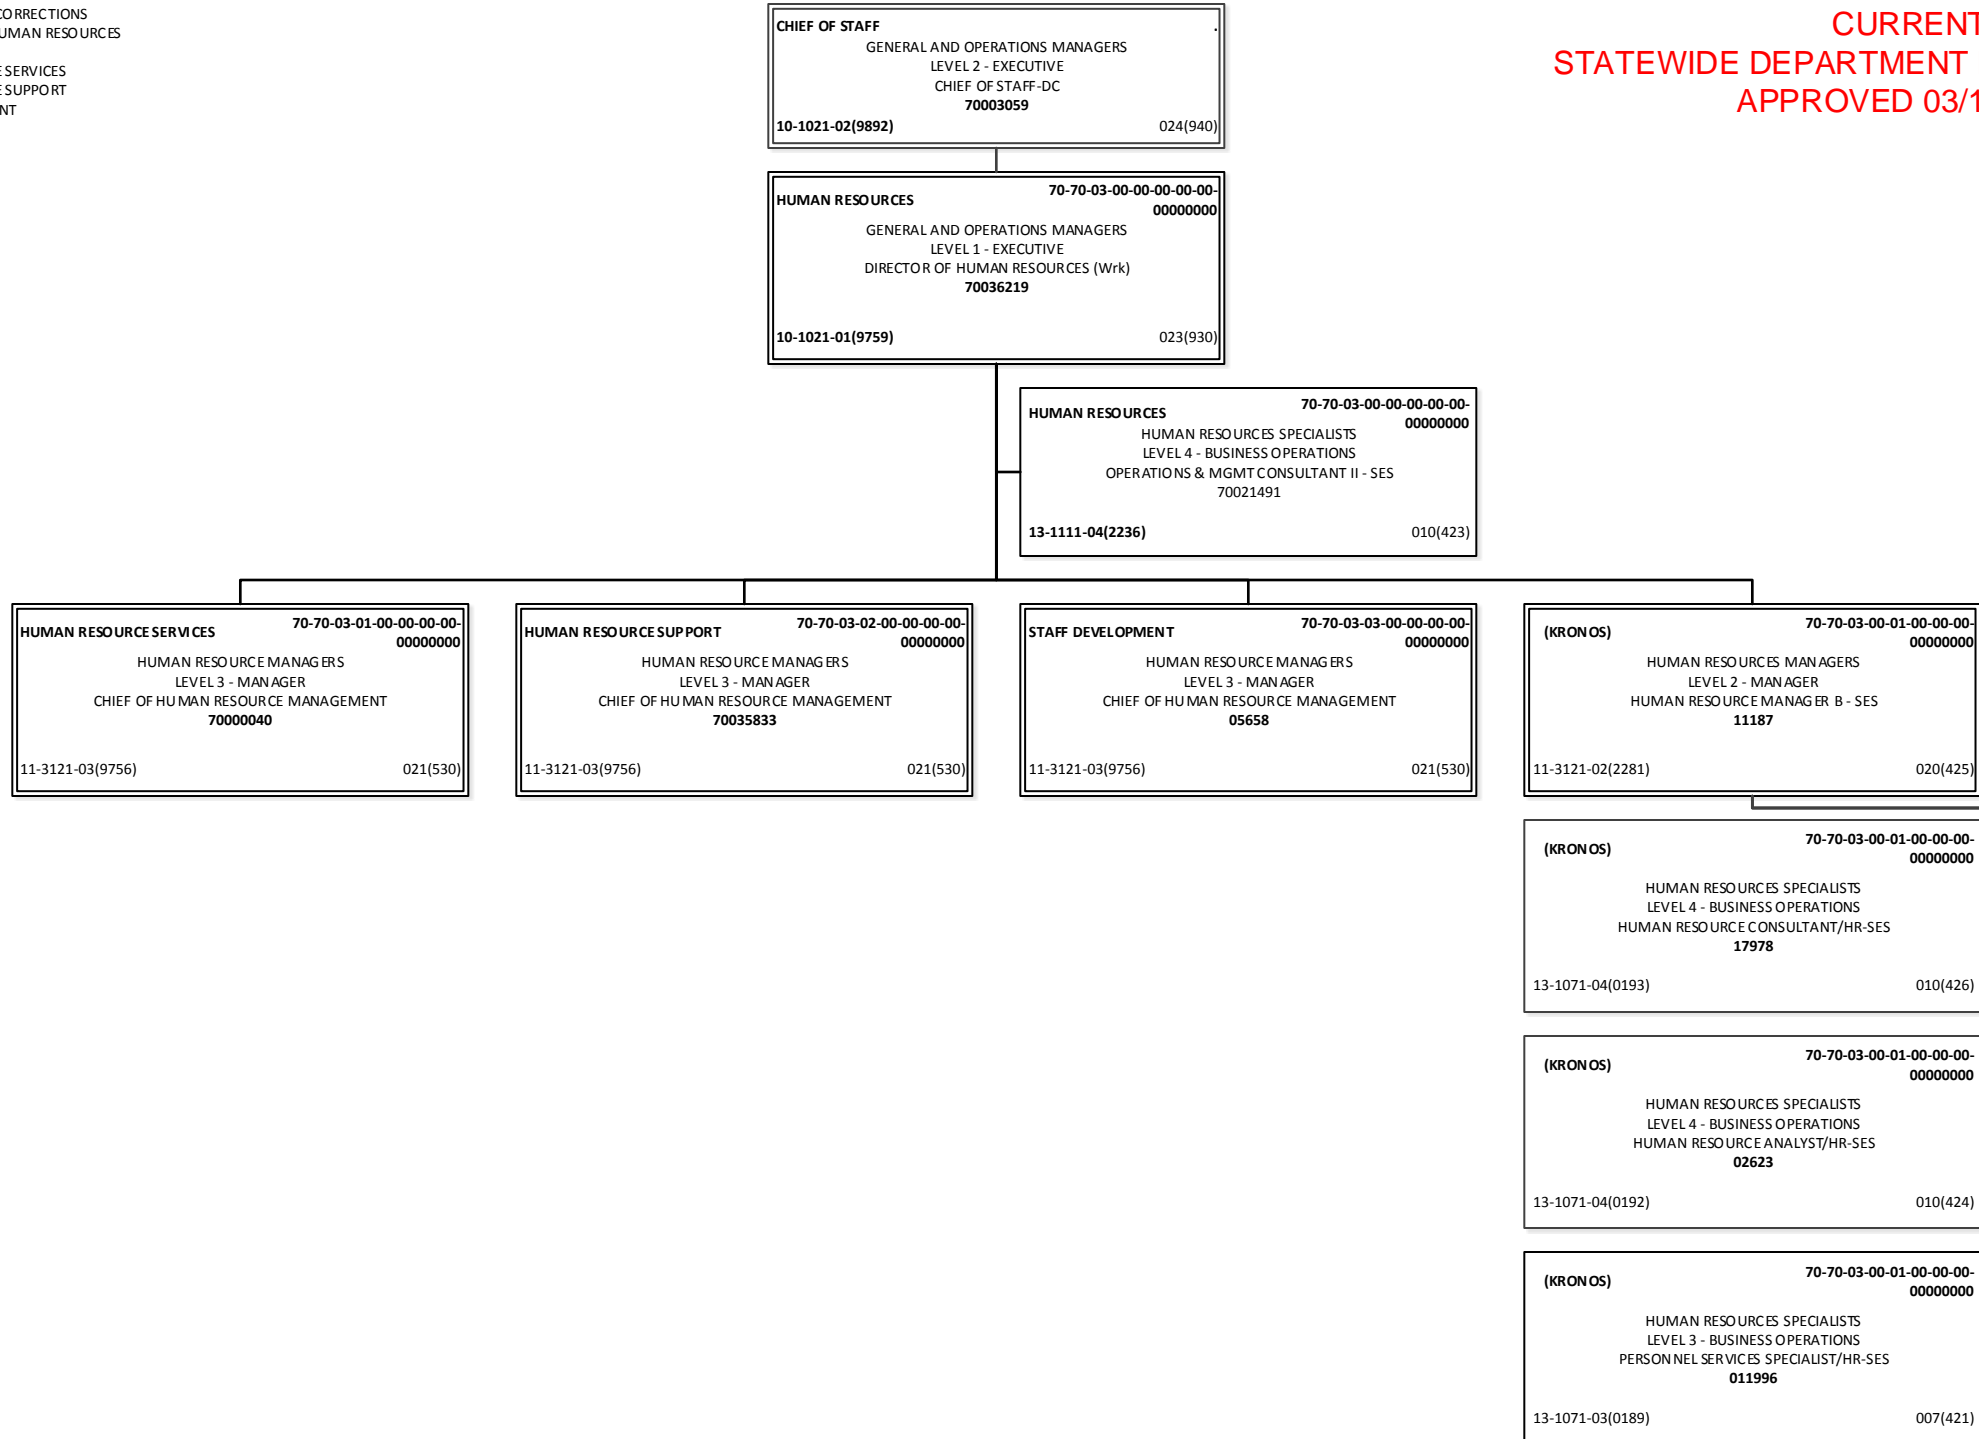 CORRECTIONS
HUMAN RESOURCES
SERVICES
SUPPORT
CURRENT
STATEWIDE DEPARTMENT
APPROVED 03/1
CHIEF OF STAFF .
GENERAL AND OPERATIONS MANAGERS
LEVEL 2 - EXECUTIVE
CHIEF OF STAFF-DC
70003059
10-1021-02(9892) 024(940)
HUMAN RESOURCES 70-70-03-00-00-00-00-00-
00000000
GENERAL AND OPERATIONS MANAGERS
LEVEL 1 - EXECUTIVE
DIRECTOR OF HUMAN RESOURCES (Wrk)
70036219
10-1021-01(9759) 023(930)
HUMAN RESOURCES 70-70-03-00-00-00-00-00-
00000000
HUMAN RESOURCES SPECIALISTS
LEVEL 4 - BUSINESS OPERATIONS
OPERATIONS & MGMT CONSULTANT II - SES
70021491
13-1111-04(2236) 010(423)
HUMAN RESOURCE SERVICES 70-70-03-01-00-00-00-00-
00000000
HUMAN RESOURCE MANAGERS
LEVEL 3 - MANAGER
CHIEF OF HUMAN RESOURCE MANAGEMENT
70000040
11-3121-03(9756) 021(530)
HUMAN RESOURCE SUPPORT 70-70-03-02-00-00-00-00-
00000000
HUMAN RESOURCE MANAGERS
LEVEL 3 - MANAGER
CHIEF OF HUMAN RESOURCE MANAGEMENT
70035833
11-3121-03(9756) 021(530)
STAFF DEVELOPMENT 70-70-03-03-00-00-00-00-
00000000
HUMAN RESOURCE MANAGERS
LEVEL 3 - MANAGER
CHIEF OF HUMAN RESOURCE MANAGEMENT
05658
11-3121-03(9756) 021(530)
(KRONOS) 70-70-03-00-01-00-00-00-
00000000
HUMAN RESOURCES MANAGERS
LEVEL 2 - MANAGER
HUMAN RESOURCE MANAGER B - SES
11187
11-3121-02(2281) 020(425)
(KRONOS) 70-70-03-00-01-00-00-00-
00000000
HUMAN RESOURCES SPECIALISTS
LEVEL 4 - BUSINESS OPERATIONS
HUMAN RESOURCE CONSULTANT/HR-SES
17978
13-1071-04(0193) 010(426)
(KRONOS) 70-70-03-00-01-00-00-00-
00000000
HUMAN RESOURCES SPECIALISTS
LEVEL 4 - BUSINESS OPERATIONS
HUMAN RESOURCE ANALYST/HR-SES
02623
13-1071-04(0192) 010(424)
(KRONOS) 70-70-03-00-01-00-00-00-
00000000
HUMAN RESOURCES SPECIALISTS
LEVEL 3 - BUSINESS OPERATIONS
PERSONNEL SERVICES SPECIALIST/HR-SES
011996
13-1071-03(0189) 007(421)